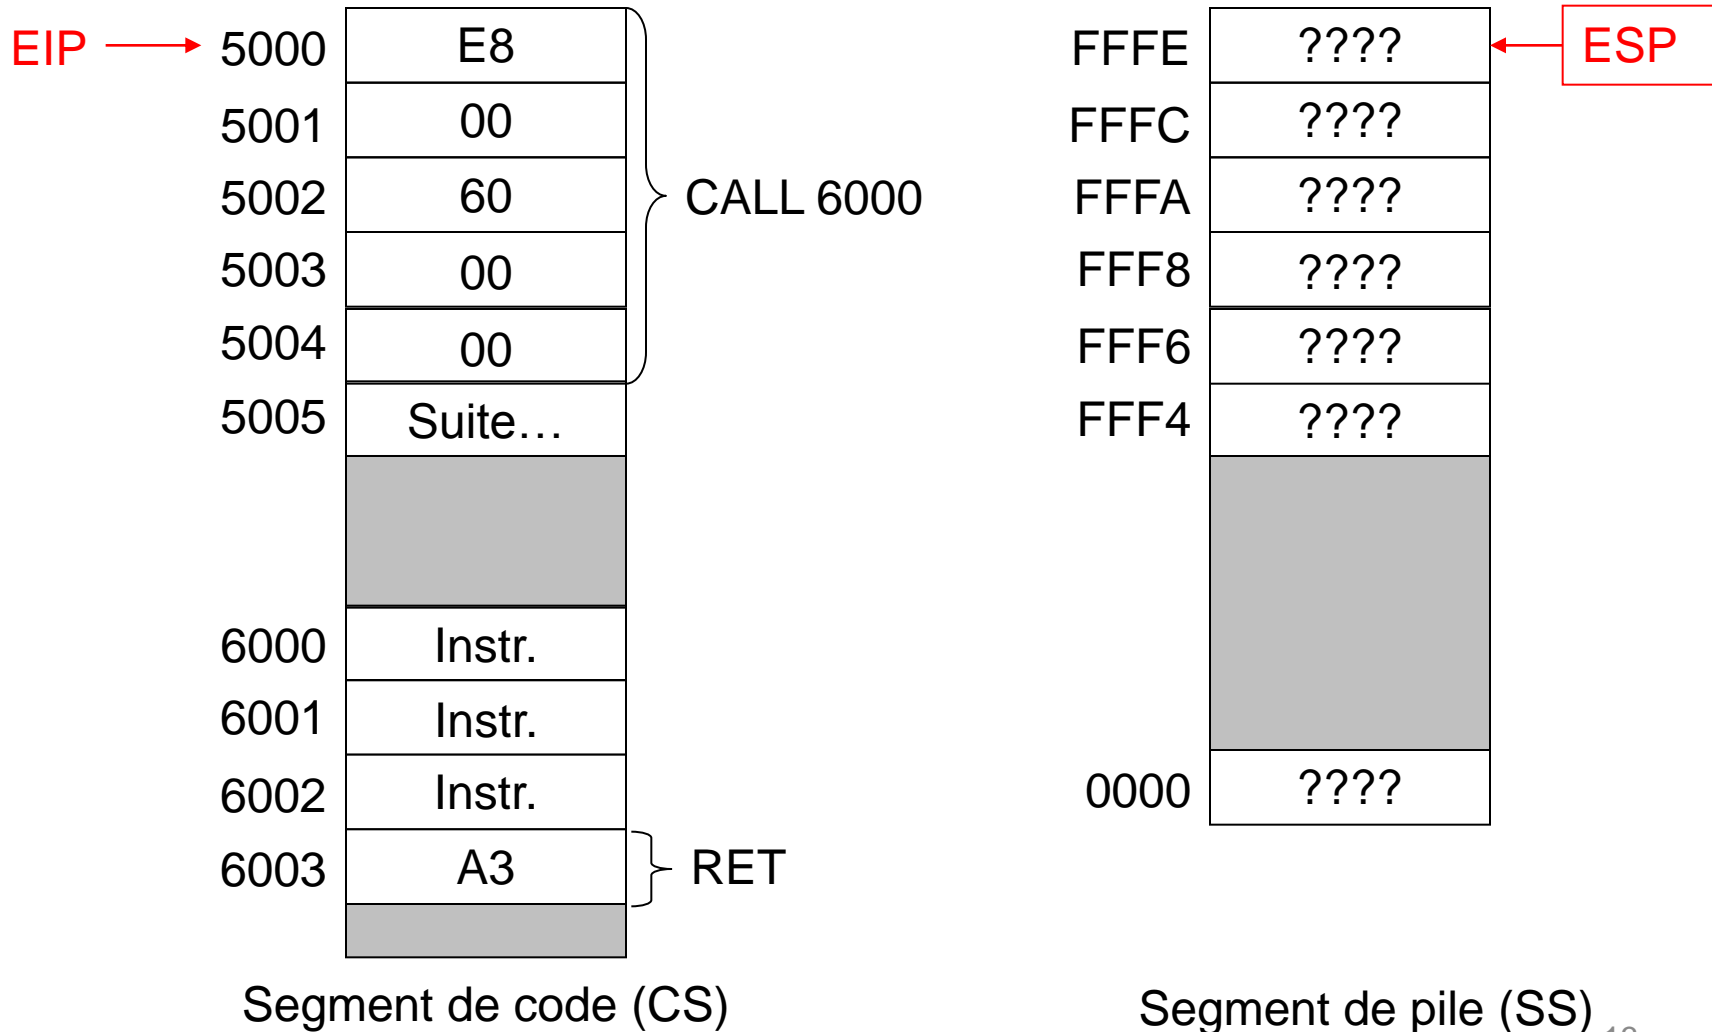 EIP 5000 E8 FFFE ???? ESP
5001 00 FFFC ????
5002 60 CALL 6000 FFFA ????
5003 00 FFF8 ????
5004 00 FFF6 ????
5005 Suite… FFF4 ????
6000 Instr.
6001 Instr.
6002 Instr. 0000 ????
6003 A3 RET
Segment de code (CS) Segment de pile (SS)